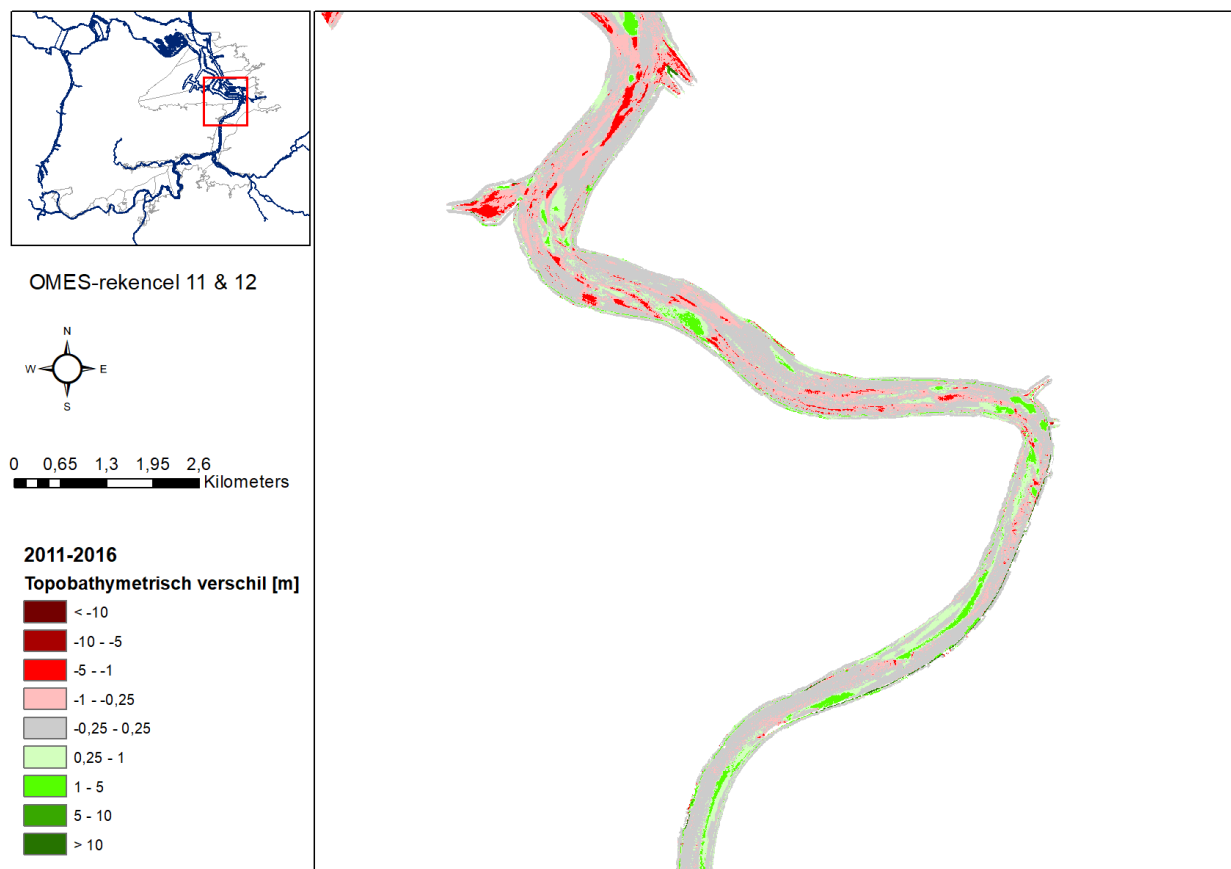 OMES-rekencel 11 & 12
N
W E
S
0 0,65 1,3 1,95 2,6
Kilometers
2011-2016
Topobathymetrisch verschil [m]
< -10
-10 - -5
-5 - -1
-1 - -0,25
-0,25 - 0,25
0,25 - 1
1 - 5
5 - 10
> 10